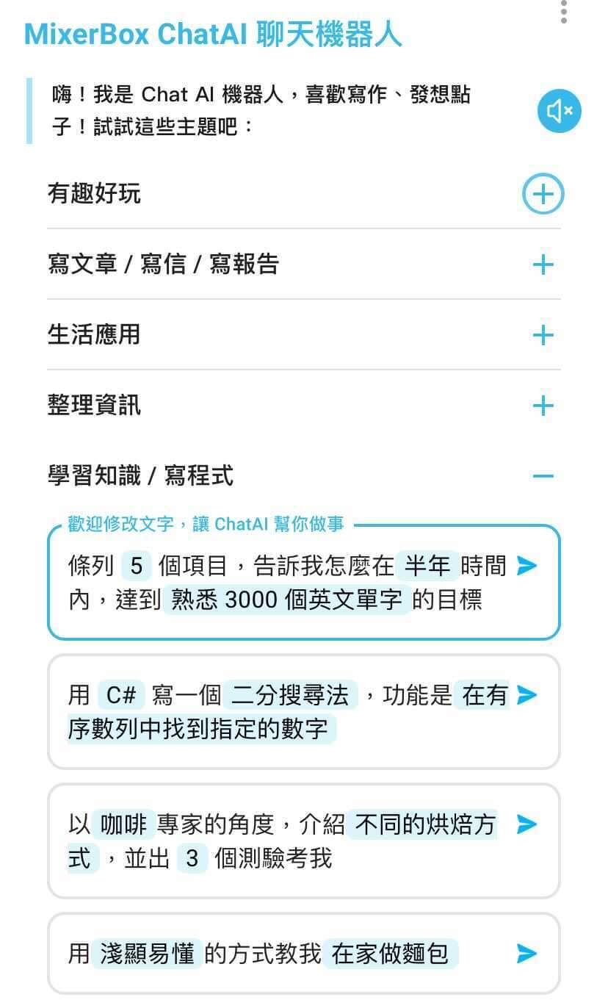 MixerBox ChatAI 聊天機器人
嗨！我是 Chat AI 機器人，喜歡寫作、發想點
子！試試這些主題吧：
有趣好玩
寫文章 / 寫信 / 寫報告
生活應用
整理資訊
學習知識 / 寫程式
歡迎修改文字，讓 ChatAI 幫你做事
條列 5 個項目，告訴我怎麼在 半年 時間
內，達到 熟悉 3000 個英文單字 的目標
用 C# 寫一個 二分搜尋法 ，功能是 在有
序數列中找到指定的數字
以 咖啡 專家的角度，介紹 不同的烘焙方
式 ，並出 3 個測驗考我
用 淺顯易懂 的方式教我 在家做麵包